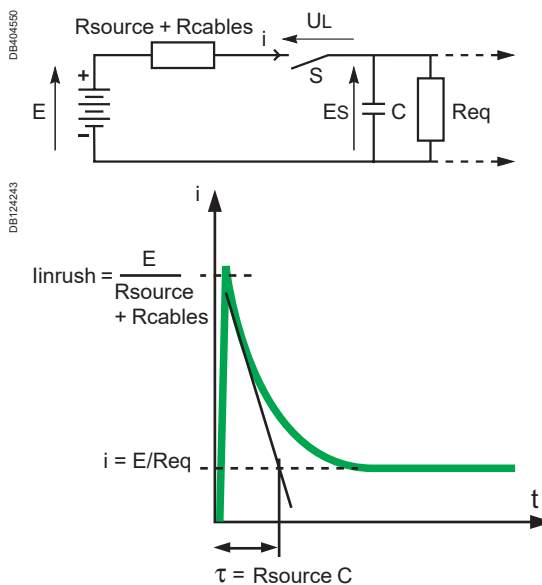 DB404550
Rsource + Rcables
i
UL
S
+
E
-
Es
C
Req
DB124243
i
Iinrush = E
Rsource
+ Rcables
i = E/Req
t
τ = Rsource C